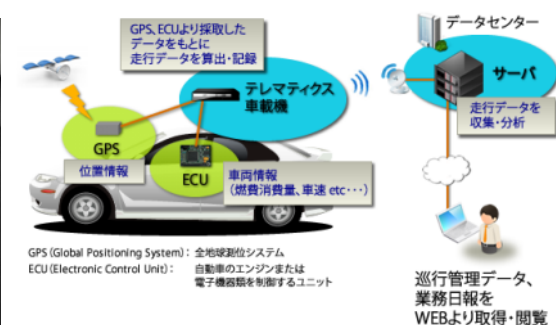 GPS、ECUより採取した
データをもとに
走行データを算出・記録
テレマティクス
車載機
GPS
位置情報
ECU
車両情報
（燃費消費量、車速 etc・・・）
GPS（Global Positioning System）： 全地球測位システム
ECU（Electronic Control Unit）： 自動車のエンジンまたは
電子機器類を制御するユニット
データセンター
サーバ
走行データを
収集・分析
巡行管理データ、
業務日報を
WEBより取得・閲覧